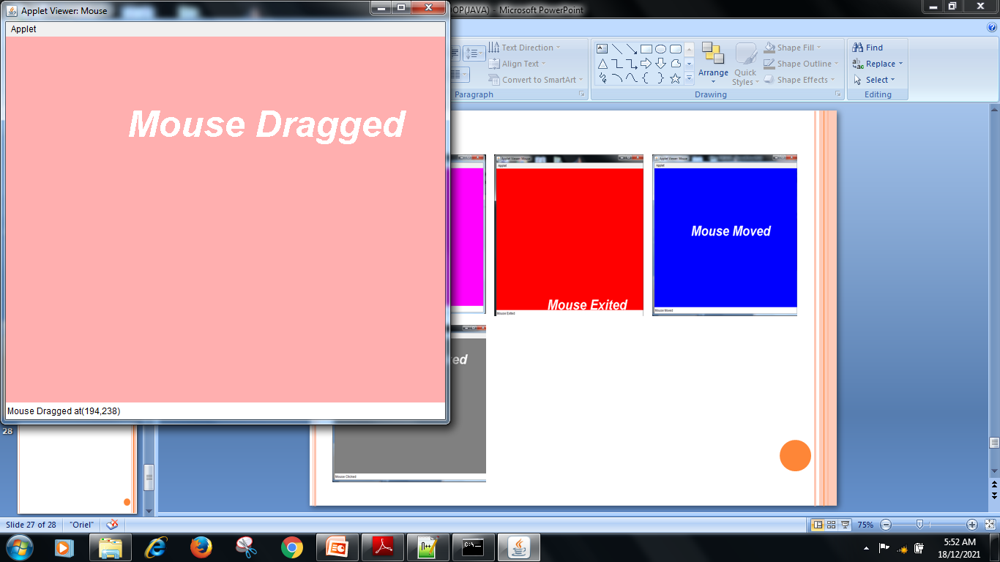 Applet Viewer: Mouse
OOP(JAVA) - Microsoft PowerPoint
Applet
Mouse Dragged
Mouse Dragged at(194,238)
Text Direction
Align Text
Convert to SmartArt
Paragraph
Arrange
Quick
Styles
Shape Fill
Shape Outline
Shape Effects
Drawing
Find
Replace
Select
Editing
Applet Viewer: Mouse
Applet
Mouse Exited
Mouse Exited
Applet Viewer: Mouse
Applet
Mouse Moved
Mouse Moved
Mouse Clicked
28
Slide 27 of 28
"Oriel"
75%
5:52 AM
18/12/2021